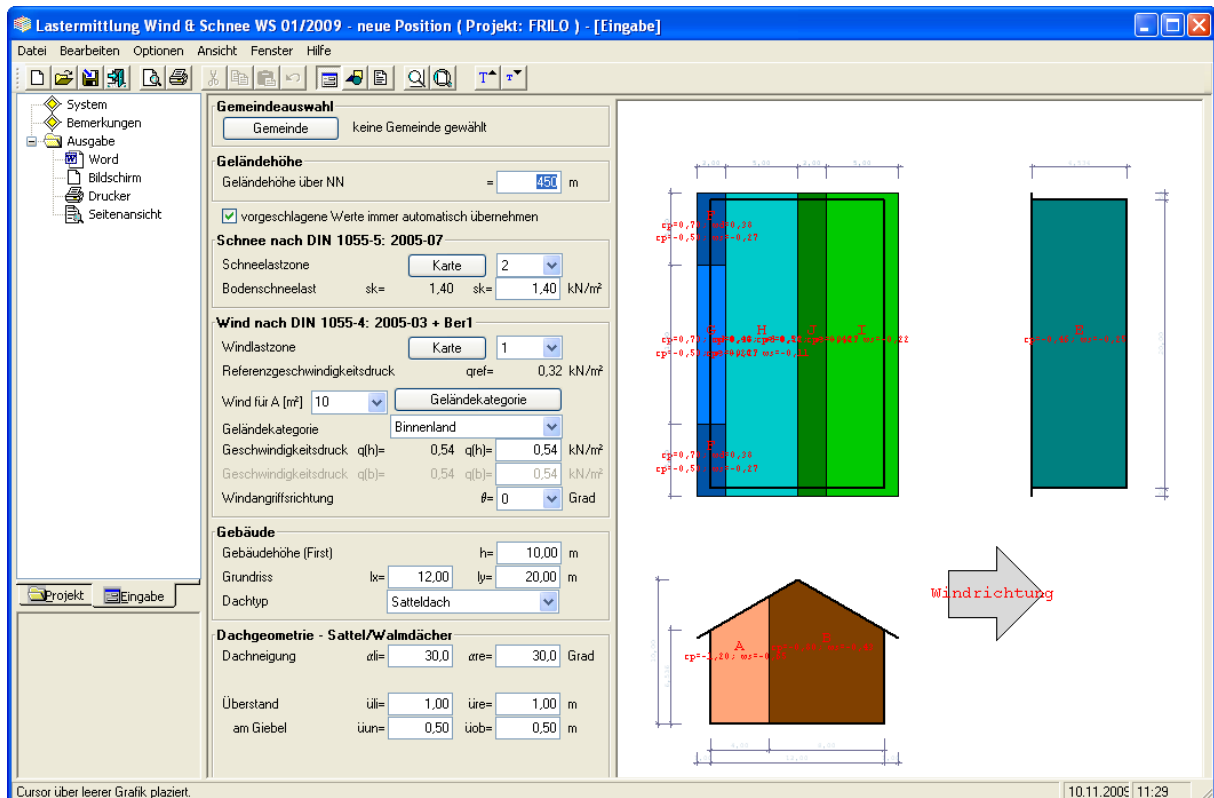 Lastermittlung Wind & Schnee WS 01/2009 - neue Position ( Projekt: FRILO ) - [Eingabe]
Datei Bearbeiten Optionen Ansicht Fenster Hilfe
System
Bemerkungen
Ausgabe
Word
Bildschirm
Drucker
Seitenansicht
Projekt Eingabe
Gemeindeauswahl
Gemeinde keine Gemeinde gewählt
Geländehöhe
Geländehöhe über NN = 450 m
vorgeschlagene Werte immer automatisch übernehmen
Schnee nach DIN 1055-5: 2005-07
Schneelastzone Karte 2
Bodenschneelast sk= 1,40 sk= 1,40 kN/m²
Wind nach DIN 1055-4: 2005-03 + Ber1
Windlastzone Karte 1
Referenzgeschwindigkeitsdruck qref= 0,32 kN/m²
Wind für A [m²] 10 Geländekategorie
Geländekategorie Binnenland
Geschwindigkeitsdruck q(h)= 0,54 q(h)= 0,54 kN/m²
Geschwindigkeitsdruck q(b)= 0,54 q(b)= 0,54 kN/m²
Windangriffsrichtung θ= 0 Grad
Gebäude
Gebäudehöhe (First) h= 10,00 m
Grundriss lx= 12,00 ly= 20,00 m
Dachtyp Satteldach
Dachgeometrie - Sattel/Walmdächer
Dachneigung αli= 30,0 αre= 30,0 Grad
Überstand üli= 1,00 üre= 1,00 m
am Giebel üun= 0,50 üob= 0,50 m
2,00 5,00 2,00 5,00
F
G H J I
F
A
Windrichtung
Cursor über leerer Grafik plaziert.
10.11.2009 11:29